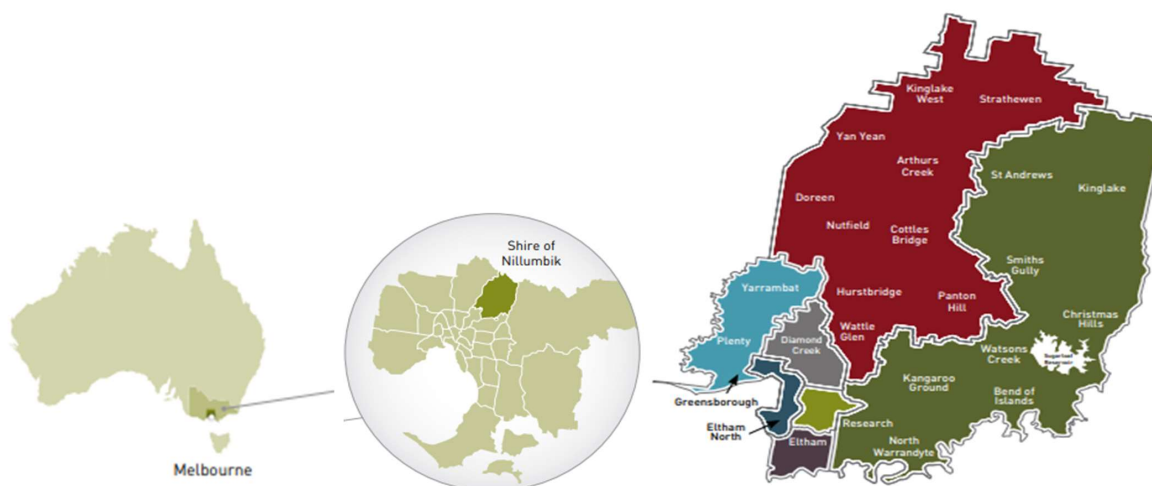 Melbourne
Shire of
Nillumbik
Kinglake
West
Strathewen
Yan Yean
Arthurs
Creek
St Andrews
Kinglake
Doreen
Nutfield
Cottles
Bridge
Smiths
Gully
Yarrambat
Hurstbridge
Panton
Hill
Christmas
Hills
Plenty
Diamond
Creek
Wattle
Glen
Watsons
Creek
Sugarloaf
Reservoir
Kangaroo
Ground
Bend of
Islands
Greensborough
Eltham
North
Research
Eltham
North
Warrandyte